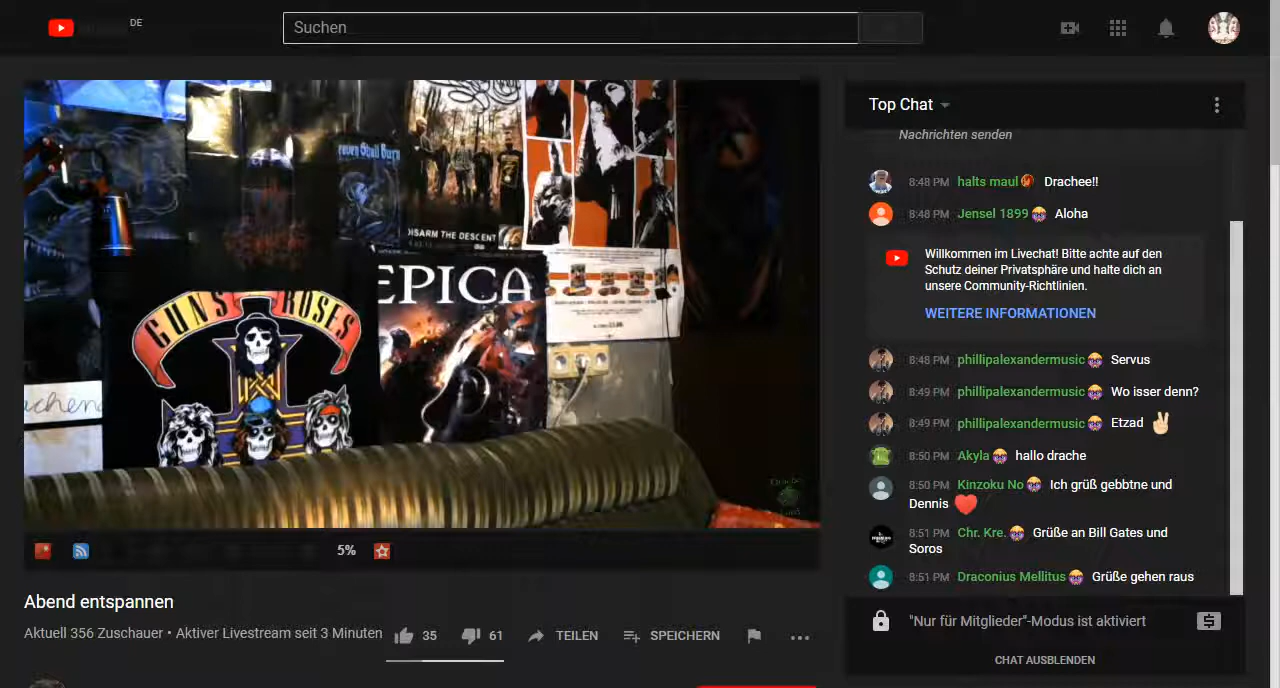 DE
Suchen
Top Chat
Nachrichten senden
8:48 PM halts maul Drachee!!
8:48 PM Jensel 1899 Aloha
Willkommen im Livechat! Bitte achte auf den
Schutz deiner Privatsphäre und halte dich an
unsere Community-Richtlinien.
WEITERE INFORMATIONEN
8:48 PM phillipalexandermusic Servus
8:49 PM phillipalexandermusic Wo isser denn?
8:49 PM phillipalexandermusic Etzad
8:50 PM Akyla hallo drache
8:50 PM Kinzoku No Ich grüß gebbtne und
Dennis
8:51 PM Chr. Kre. Grüße an Bill Gates und
Soros
8:51 PM Draconius Mellitus Grüße gehen raus
"Nur für Mitglieder"-Modus ist aktiviert
CHAT AUSBLENDEN
DISARM THE DESCENT
EPICA
GUNS ROSES
5%
Abend entspannen
Aktuell 356 Zuschauer • Aktiver Livestream seit 3 Minuten
35
61
TEILEN
SPEICHERN